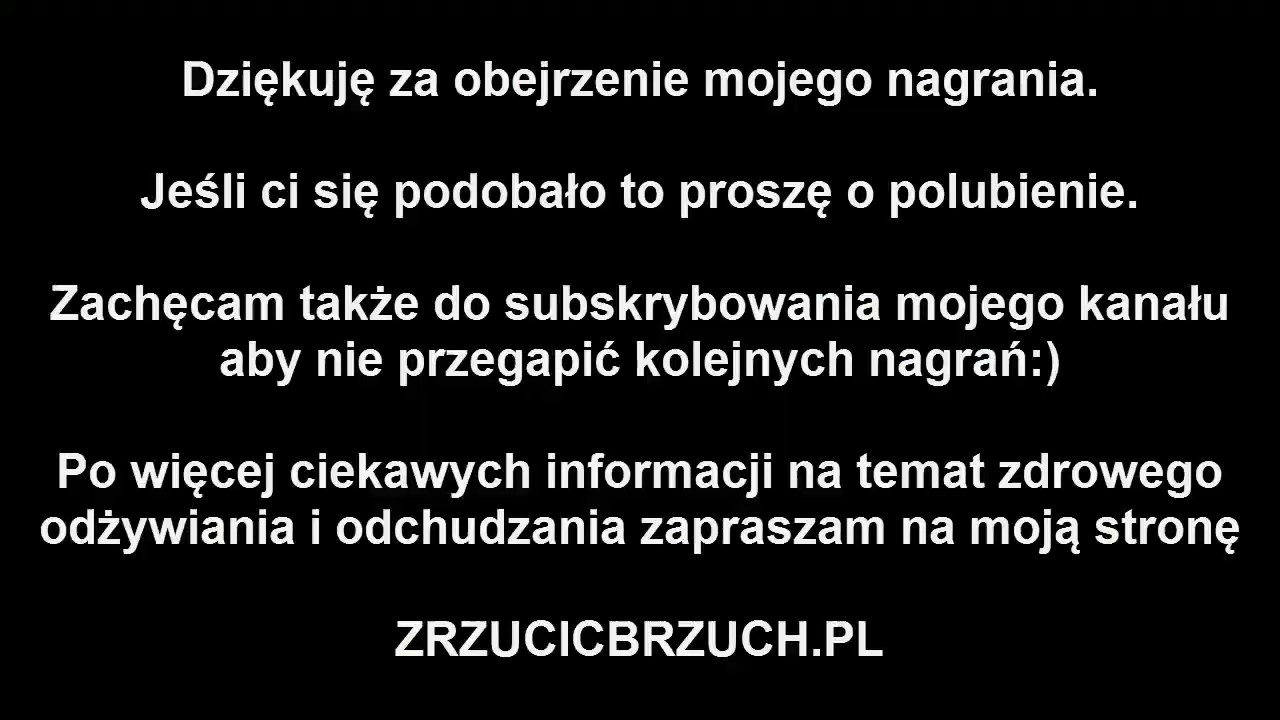 Dziękuję za obejrzenie mojego nagrania.
Jeśli ci się podobało to proszę o polubienie.
Zachęcam także do subskrybowania mojego kanału
aby nie przegapić kolejnych nagrań:)
Po więcej ciekawych informacji na temat zdrowego
odżywiania i odchudzania zapraszam na moją stronę
ZRZUCICBRZUCH.PL